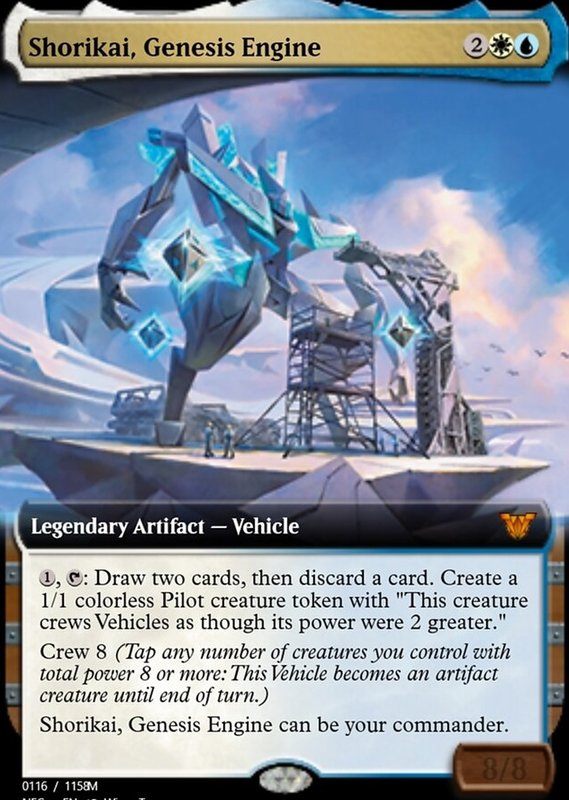 Shorikai, Genesis Engine 2
Legendary Artifact — Vehicle
1, T: Draw two cards, then discard a card. Create a
1/1 colorless Pilot creature token with "This creature
crews Vehicles as though its power were 2 greater."
Crew 8 (Tap any number of creatures you control with
total power 8 or more: This Vehicle becomes an artifact
creature until end of turn.)
Shorikai, Genesis Engine can be your commander.
8/8
0116 / 1158M